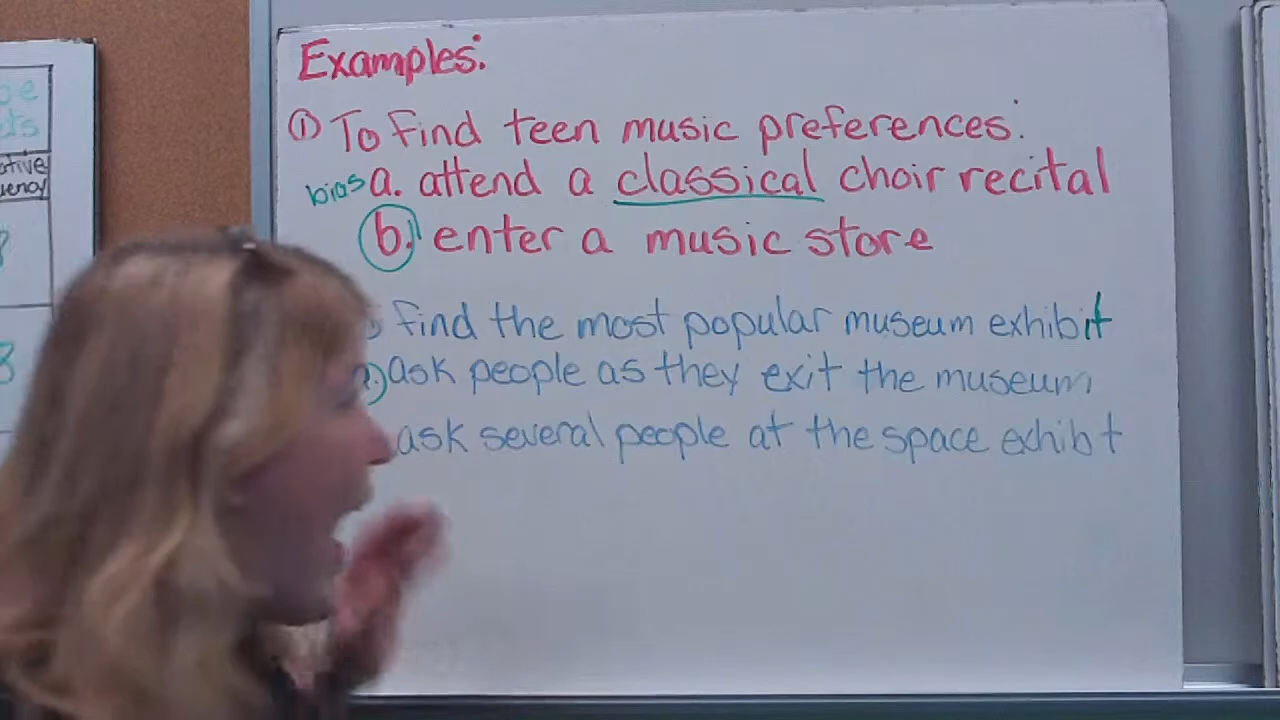 Examples:
① To find teen music preferences:
bias a. attend a classical choir recital
b. enter a music store
find the most popular museum exhibit
ask people as they exit the museum
ask several people at the space exhibt